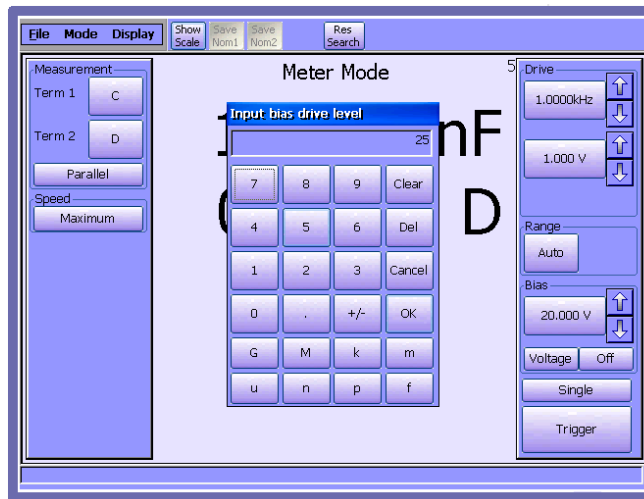 File Mode Display Show Scale Save Nom1 Save Nom2 Res Search
Measurement
Term 1 C
Term 2 D
Parallel
Speed
Maximum
Meter Mode
5
nF
D
Input bias drive level
25
7 8 9 Clear
4 5 6 Del
1 2 3 Cancel
0 . +/- OK
G M k m
u n p f
Drive
1.0000kHz
1.000 V
Range
Auto
Bias
20.000 V
Voltage Off
Single
Trigger